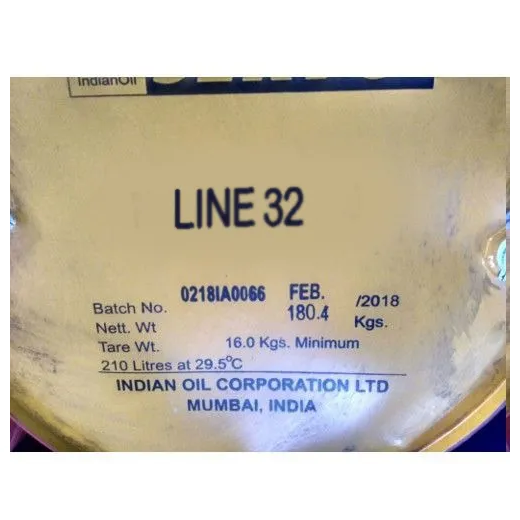 IndianOil
LINE 32
Batch No. 0218IA0066 FEB. /2018
Nett. Wt 180.4 Kgs.
Tare Wt. 16.0 Kgs. Minimum
210 Litres at 29.5°C
INDIAN OIL CORPORATION LTD
MUMBAI, INDIA